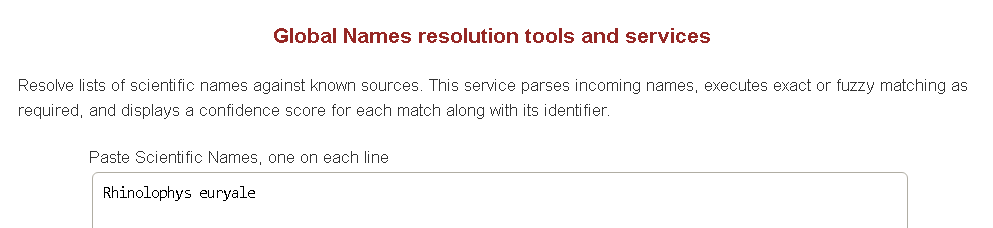 Global Names resolution tools and services
Resolve lists of scientific names against known sources. This service parses incoming names, executes exact or fuzzy matching as
required, and displays a confidence score for each match along with its identifier.
Paste Scientific Names, one on each line
Rhinolophys euryale